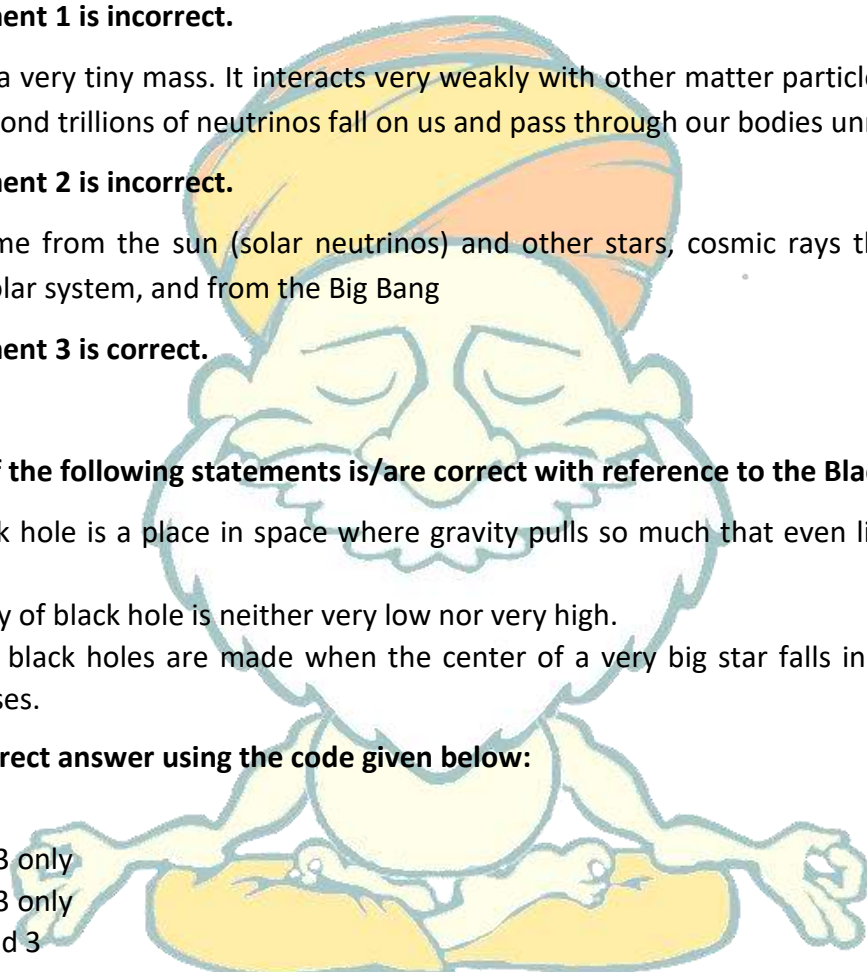 ent 1 is incorrect.
a very tiny mass. It interacts very weakly with other matter particle
ond trillions of neutrinos fall on us and pass through our bodies un
ent 2 is incorrect.
me from the sun (solar neutrinos) and other stars, cosmic rays th
olar system, and from the Big Bang
ent 3 is correct.
f the following statements is/are correct with reference to the Bla
k hole is a place in space where gravity pulls so much that even li
y of black hole is neither very low nor very high.
black holes are made when the center of a very big star falls in
ses.
rect answer using the code given below:
3 only
3 only
d 3